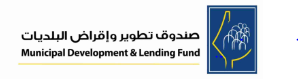 صندوق تطوير وإقراض البلديات
Municipal Development & Lending Fund